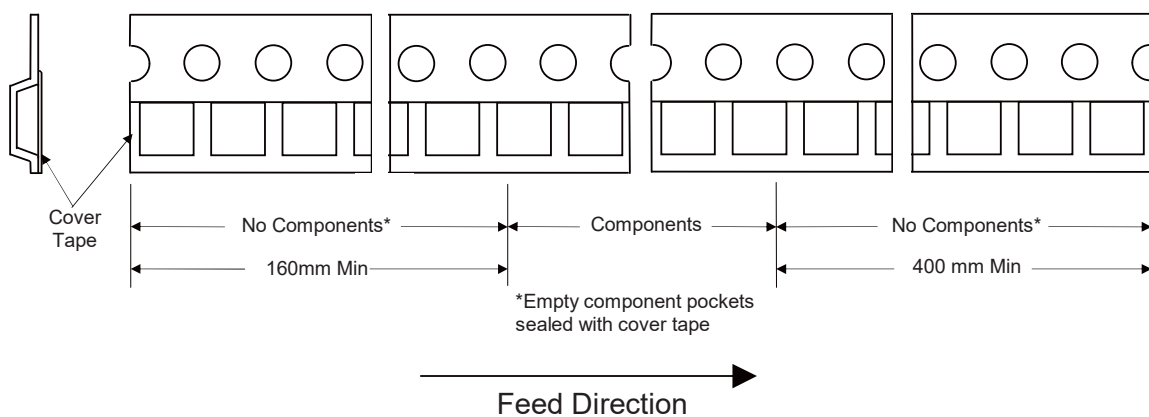 Cover
Tape
No Components*
Components
No Components*
160mm Min
400 mm Min
*Empty component pockets
sealed with cover tape
Feed Direction